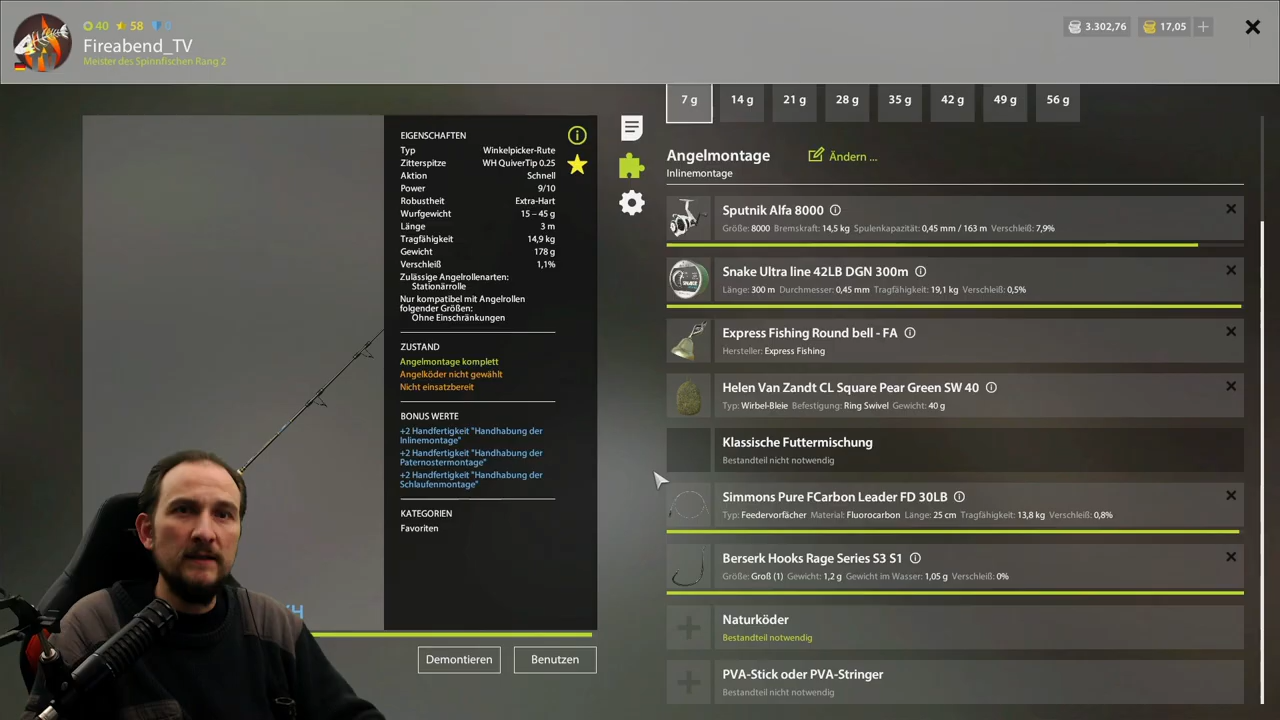 40 58 0
Fireabend_TV
Meister des Spinnfischen Rang 2
3.302,76 17,05
7 g 14 g 21 g 28 g 35 g 42 g 49 g 56 g
EIGENSCHAFTEN
Typ Winkelpicker-Rute
Zitterspitze WH QuiverTip 0.25
Aktion Schnell
Power 9/10
Robustheit Extra-Hart
Wurfgewicht 15 – 45 g
Länge 3 m
Tragfähigkeit 14,9 kg
Gewicht 178 g
Verschleiß 1,1%
Zulässige Angelrollenarten:
Stationärrolle
Nur kompatibel mit Angelrollen
folgender Größen:
Ohne Einschränkungen
ZUSTAND
Angelmontage komplett
Angelköder nicht gewählt
Nicht einsatzbereit
BONUS WERTE
+2 Handfertigkeit "Handhabung der
Inlinemontage"
+2 Handfertigkeit "Handhabung der
Paternostermontage"
+2 Handfertigkeit "Handhabung der
Schlaufenmontage"
KATEGORIEN
Favoriten
Demontieren Benutzen
Angelmontage Ändern ...
Inlinemontage
Sputnik Alfa 8000
Größe: 8000 Bremskraft: 14,5 kg Spulenkapazität: 0,45 mm / 163 m Verschleiß: 7,9%
Snake Ultra line 42LB DGN 300m
Länge: 300 m Durchmesser: 0,45 mm Tragfähigkeit: 19,1 kg Verschleiß: 0,5%
Express Fishing Round bell - FA
Hersteller: Express Fishing
Helen Van Zandt CL Square Pear Green SW 40
Typ: Wirbel-Bleie Befestigung: Ring Swivel Gewicht: 40 g
Klassische Futtermischung
Bestandteil nicht notwendig
Simmons Pure FCarbon Leader FD 30LB
Typ: Feedervorfächer Material: Fluorocarbon Länge: 25 cm Tragfähigkeit: 13,8 kg Verschleiß: 0,8%
Berserk Hooks Rage Series S3 S1
Größe: Groß (1) Gewicht: 1,2 g Gewicht im Wasser: 1,05 g Verschleiß: 0%
Naturköder
Bestandteil notwendig
PVA-Stick oder PVA-Stringer
Bestandteil nicht notwendig